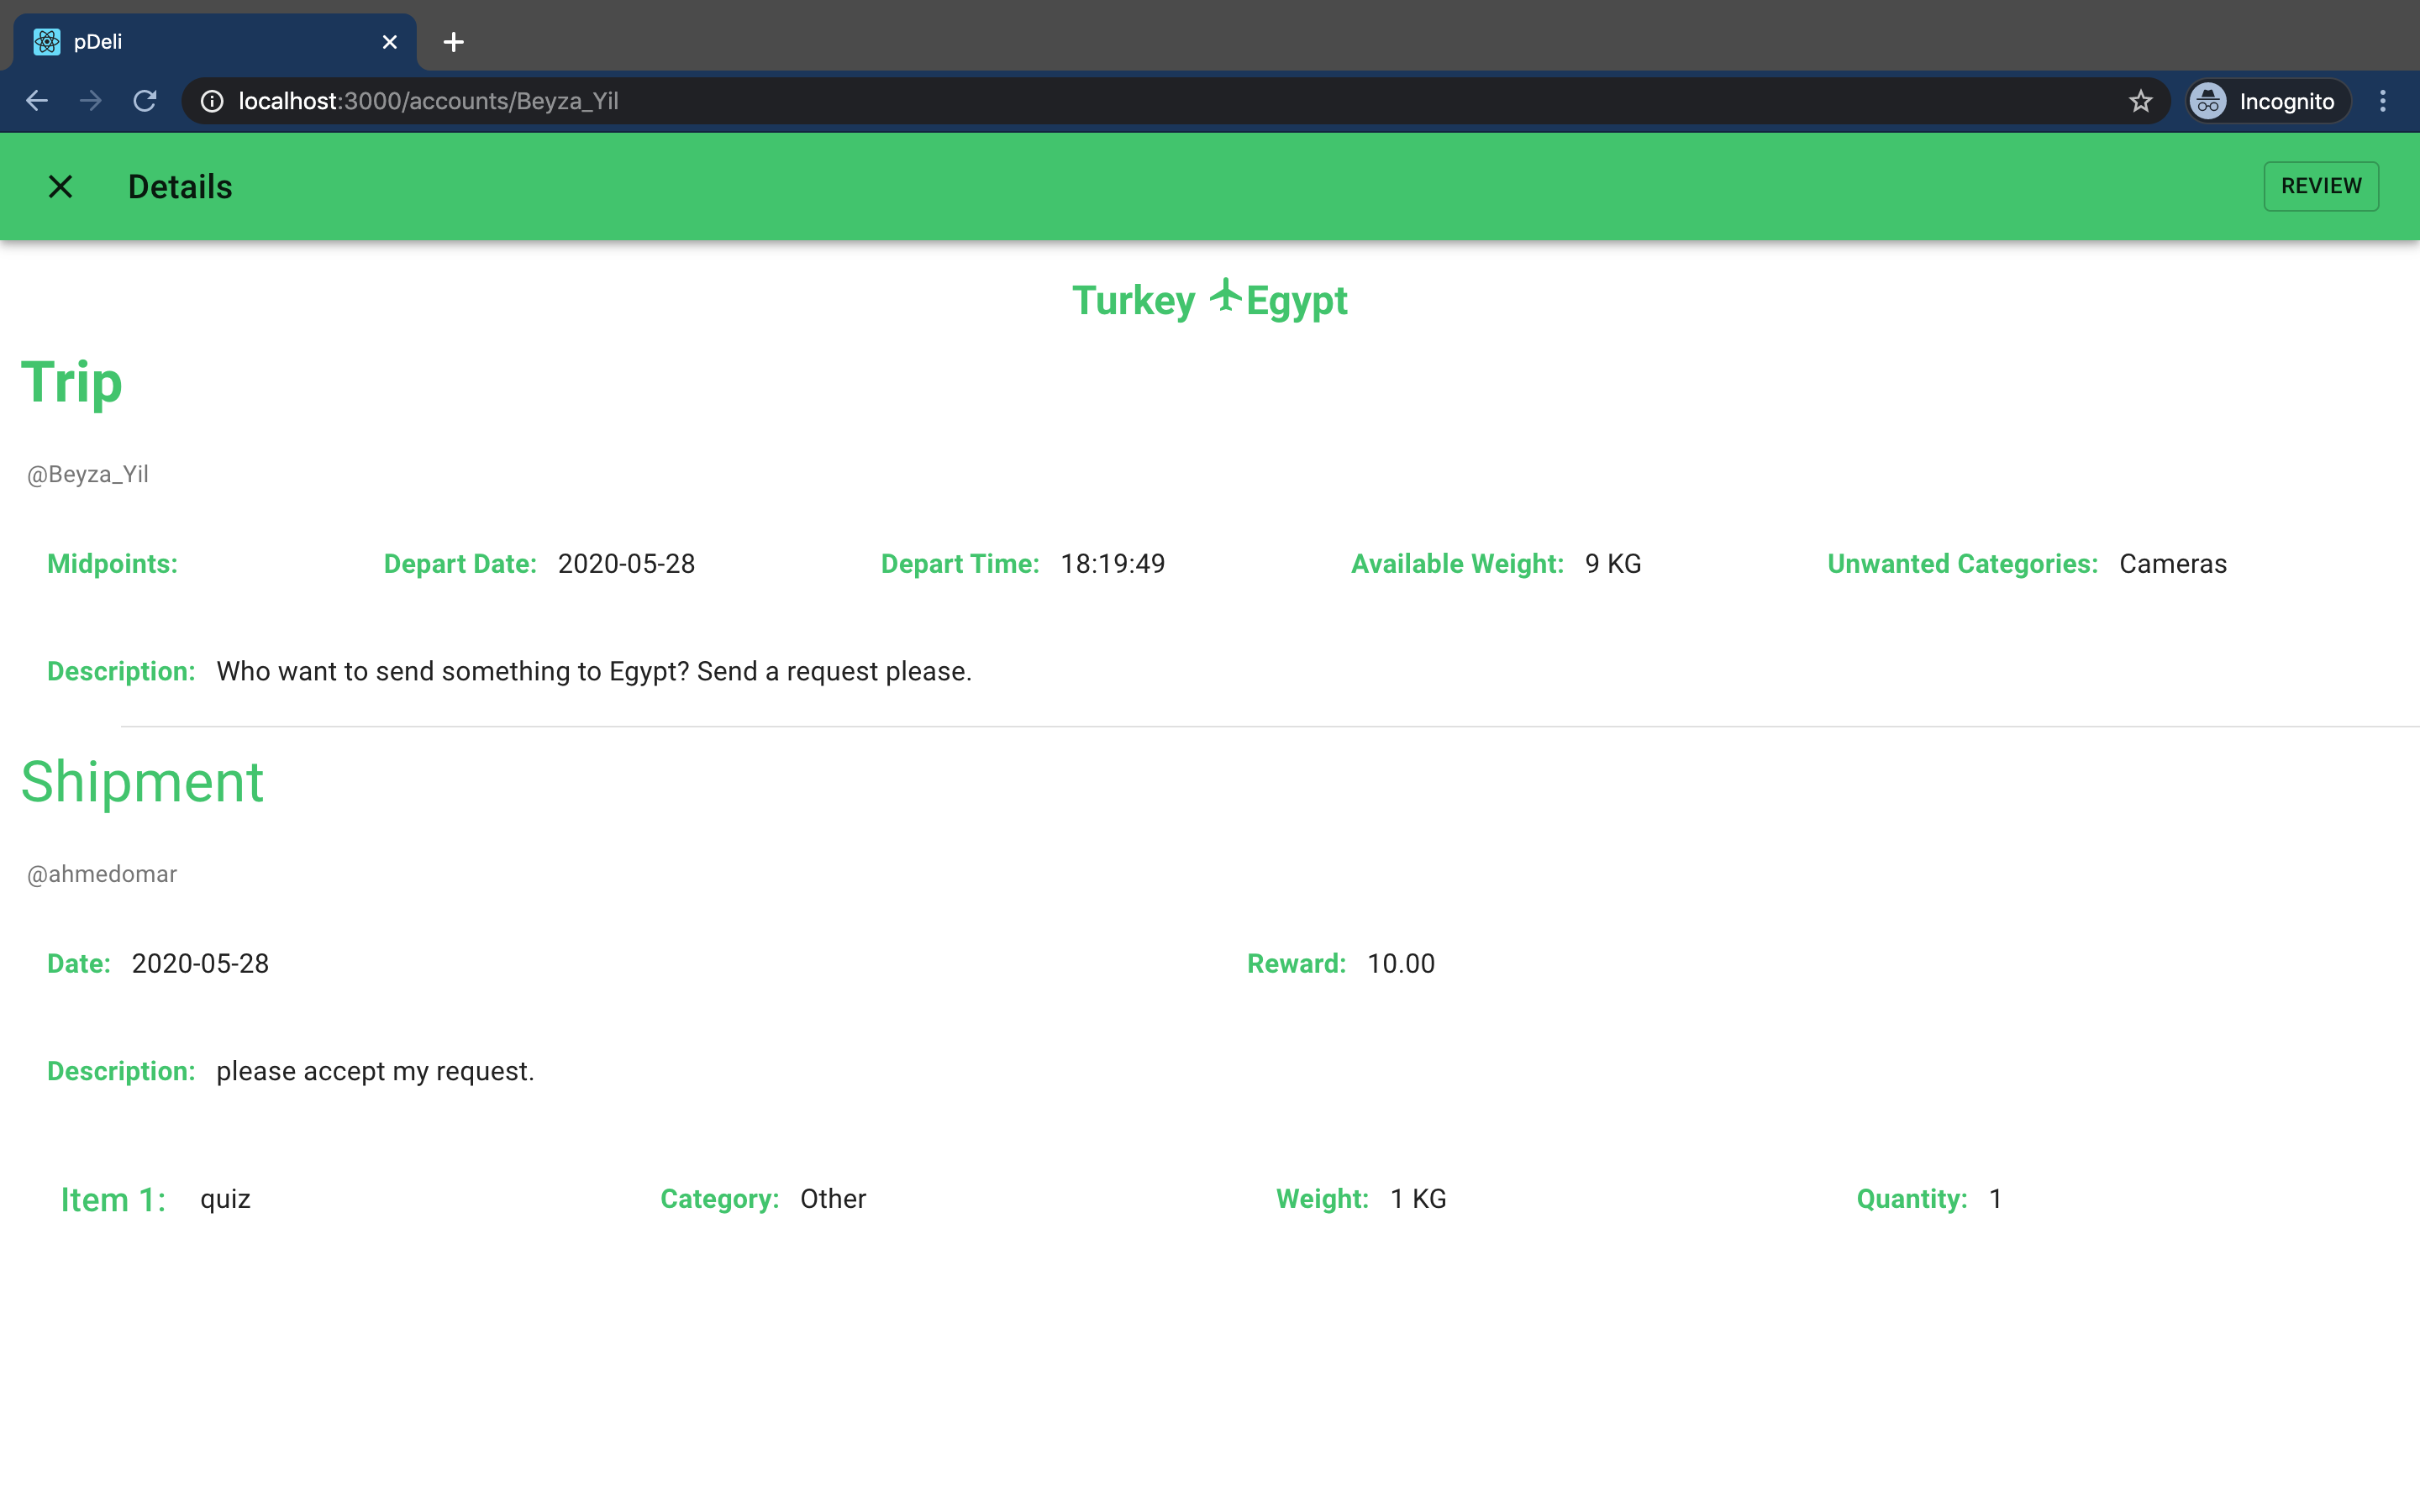 pDeli
localhost:3000/accounts/Beyza_Yil
Incognito
Details
REVIEW
Turkey Egypt
Trip
@Beyza_Yil
Midpoints: Depart Date: 2020-05-28 Depart Time: 18:19:49 Available Weight: 9 KG Unwanted Categories: Cameras
Description: Who want to send something to Egypt? Send a request please.
Shipment
@ahmedomar
Date: 2020-05-28 Reward: 10.00
Description: please accept my request.
Item 1: quiz Category: Other Weight: 1 KG Quantity: 1